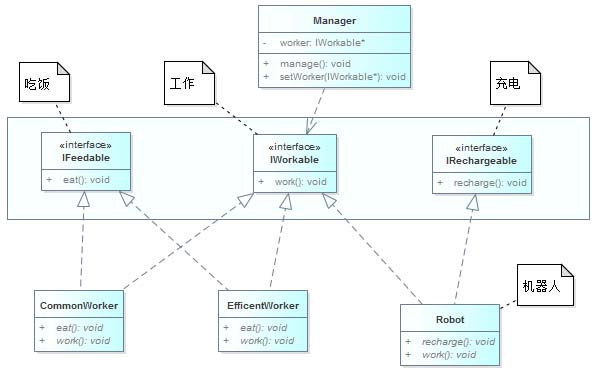 Manager
- worker: IWorkable*
+ manage(): void
+ setWorker(IWorkable*): void
吃饭
工作
充电
«interface»
IFeedable
+ eat(): void
«interface»
IWorkable
+ work(): void
«interface»
IRechargeable
+ recharge(): void
机器人
CommonWorker
+ eat(): void
+ work(): void
EfficentWorker
+ eat(): void
+ work(): void
Robot
+ recharge(): void
+ work(): void